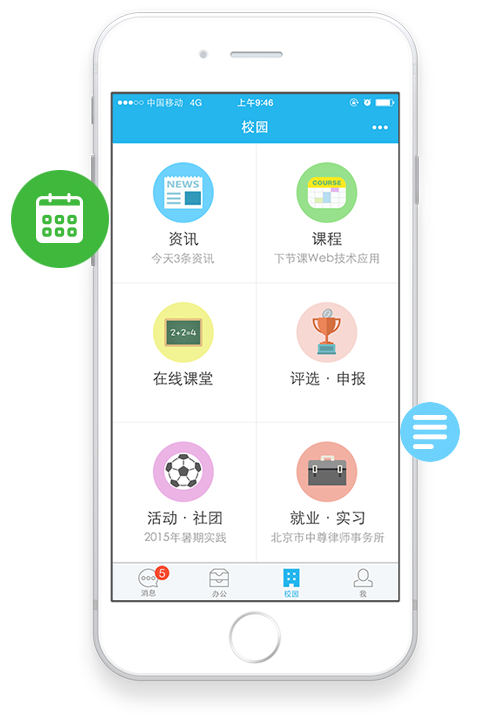 中国移动 4G 上午9:46
校园
NEWS
COURSE
资讯
课程
今天3条资讯
下节课Web技术应用
2+2=4
在线课堂
评选·申报
活动·社团
就业·实习
2015年暑期实践
北京市中尊律师事务所
5
消息
办公
校园
我